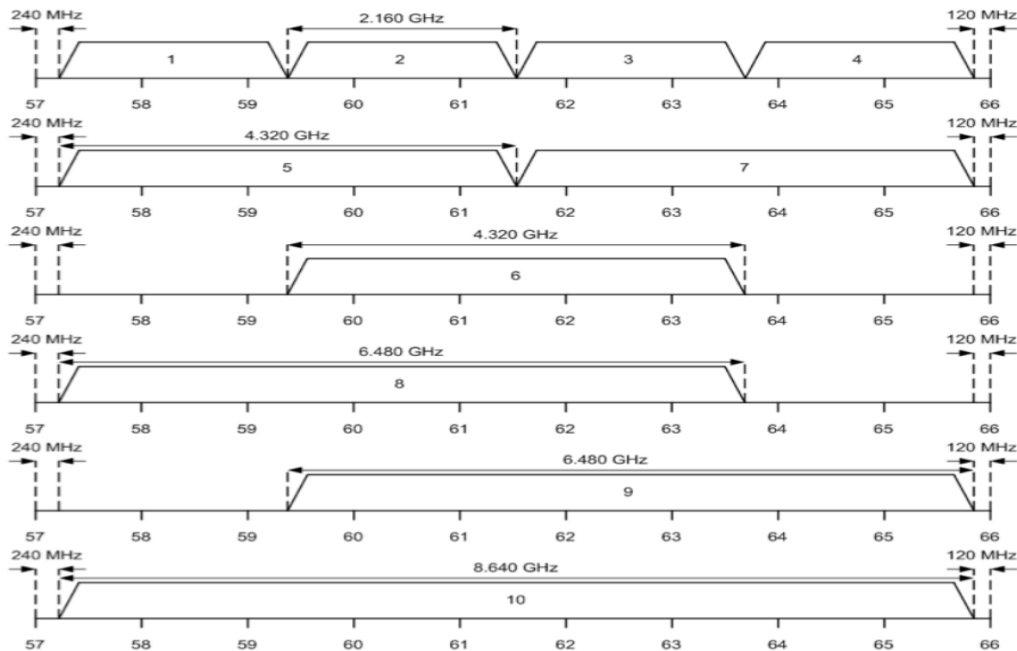 240 MHz 2.160 GHz 120 MHz
1 2 3 4
57 58 59 60 61 62 63 64 65 66
240 MHz 4.320 GHz 120 MHz
5 7
57 58 59 60 61 62 63 64 65 66
240 MHz 4.320 GHz 120 MHz
6
57 58 59 60 61 62 63 64 65 66
240 MHz 6.480 GHz 120 MHz
8
57 58 59 60 61 62 63 64 65 66
240 MHz 6.480 GHz 120 MHz
9
57 58 59 60 61 62 63 64 65 66
240 MHz 8.640 GHz 120 MHz
10
57 58 59 60 61 62 63 64 65 66